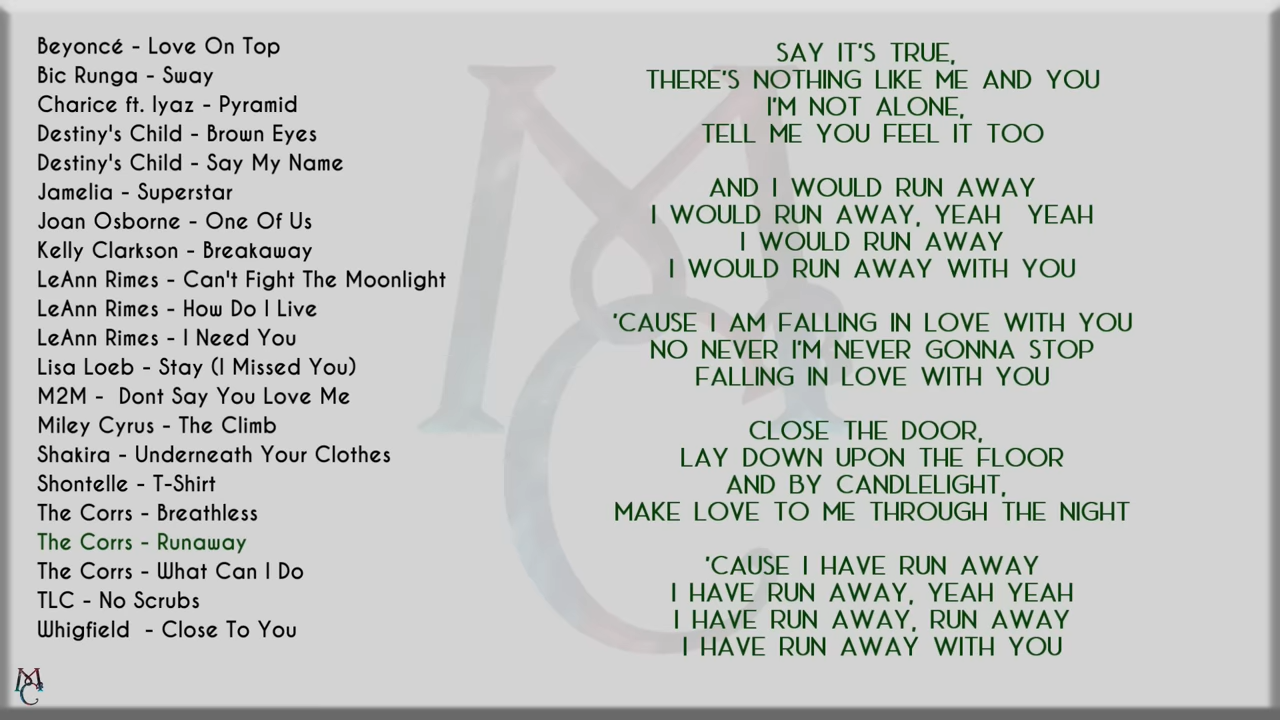 Beyoncé - Love On Top
Bic Runga - Sway
Charice ft. Iyaz - Pyramid
Destiny's Child - Brown Eyes
Destiny's Child - Say My Name
Jamelia - Superstar
Joan Osborne - One Of Us
Kelly Clarkson - Breakaway
LeAnn Rimes - Can't Fight The Moonlight
LeAnn Rimes - How Do I Live
LeAnn Rimes - I Need You
Lisa Loeb - Stay (I Missed You)
M2M -  Dont Say You Love Me
Miley Cyrus - The Climb
Shakira - Underneath Your Clothes
Shontelle - T-Shirt
The Corrs - Breathless
The Corrs - Runaway
The Corrs - What Can I Do
TLC - No Scrubs
Whigfield  - Close To You
MC
SAY IT'S TRUE,
THERE'S NOTHING LIKE ME AND YOU
I'M NOT ALONE,
TELL ME YOU FEEL IT TOO
AND I WOULD RUN AWAY
I WOULD RUN AWAY, YEAH  YEAH
I WOULD RUN AWAY
I WOULD RUN AWAY WITH YOU
'CAUSE I AM FALLING IN LOVE WITH YOU
NO NEVER I'M NEVER GONNA STOP
FALLING IN LOVE WITH YOU
CLOSE THE DOOR,
LAY DOWN UPON THE FLOOR
AND BY CANDLELIGHT,
MAKE LOVE TO ME THROUGH THE NIGHT
'CAUSE I HAVE RUN AWAY
I HAVE RUN AWAY, YEAH YEAH
I HAVE RUN AWAY, RUN AWAY
I HAVE RUN AWAY WITH YOU